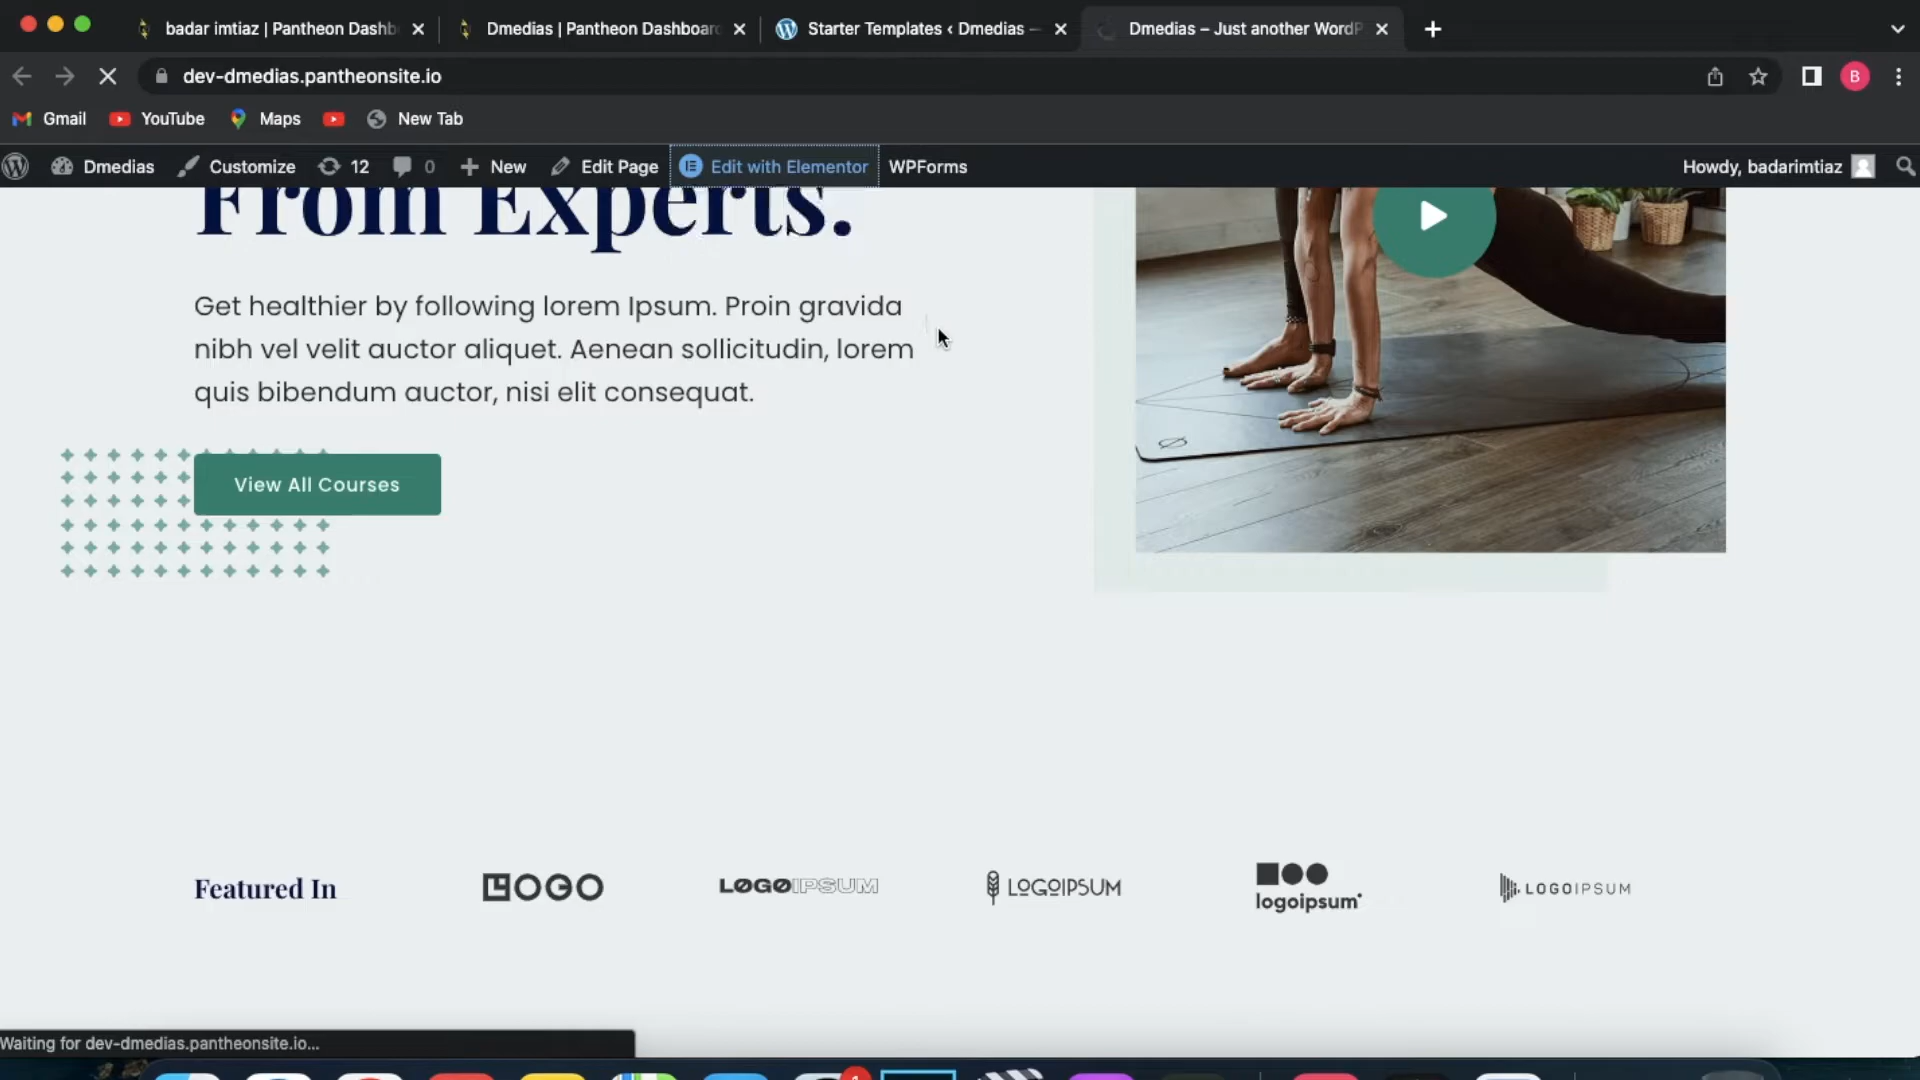 badar imtiaz | Pantheon Dashb
Dmedias | Pantheon Dashboard
Starter Templates ‹ Dmedias —
Dmedias – Just another WordP
dev-dmedias.pantheonsite.io
B
Gmail
YouTube
Maps
New Tab
Dmedias
Customize
12
0
New
Edit Page
Edit with Elementor
WPForms
Howdy, badarimtiaz
From Experts.
Get healthier by following lorem Ipsum. Proin gravida
nibh vel velit auctor aliquet. Aenean sollicitudin, lorem
quis bibendum auctor, nisi elit consequat.
View All Courses
Featured In
LOGO
LOGOIPSUM
LOGOIPSUM
logoipsum
LOGOIPSUM
Waiting for dev-dmedias.pantheonsite.io...